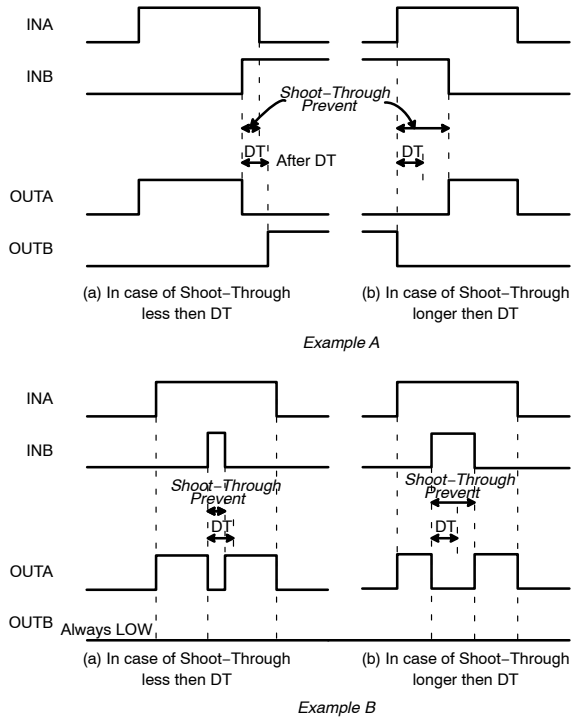 INA
INB
Shoot−Through
Prevent
DT
After DT
DT
OUTA
OUTB
(a) In case of Shoot−Through
less then DT
(b) In case of Shoot−Through
longer then DT
Example A
INA
INB
Shoot−Through
Prevent
DT
Shoot−Through
Prevent
DT
OUTA
OUTB
Always LOW
(a) In case of Shoot−Through
less then DT
(b) In case of Shoot−Through
longer then DT
Example B